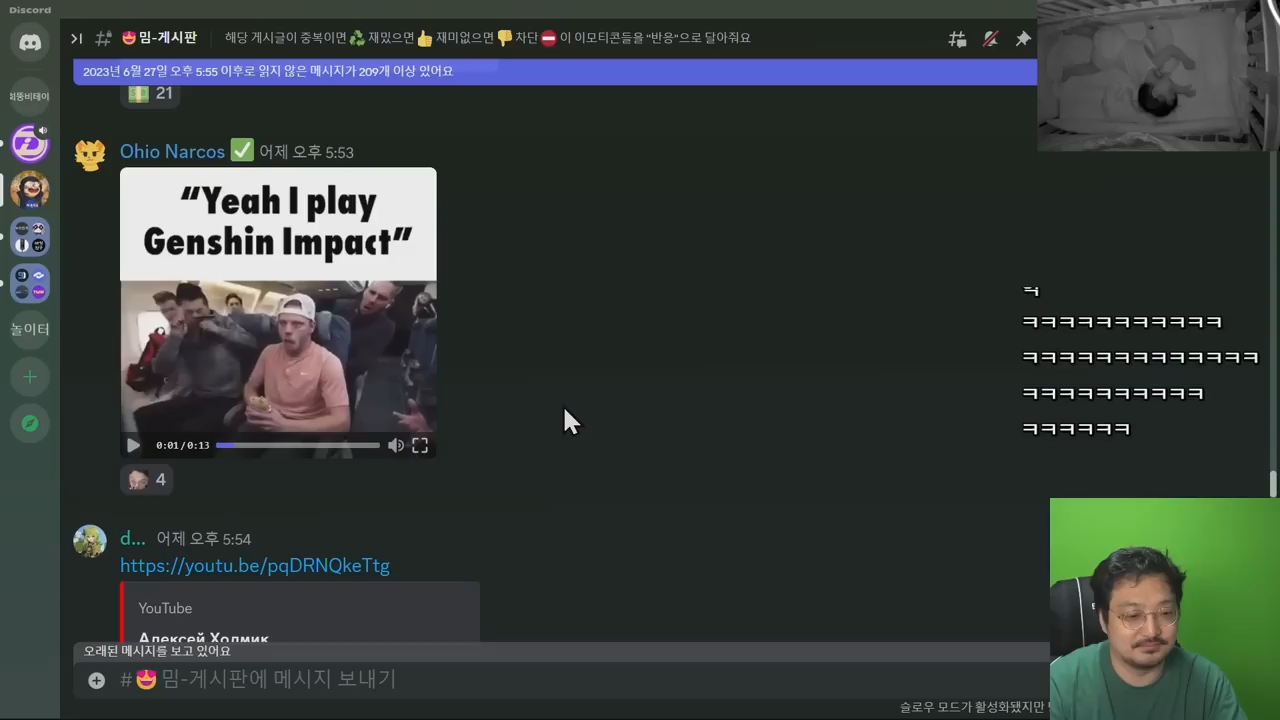 Discord
😍밈-게시판
해당 게시글이 중복이면♻️ 재밌으면👍 재미없으면👎 차단⛔ 이 이모티콘들을 "반응"으로 달아줘요
2023년 6월 27일 오후 5:55 이후로 읽지 않은 메시지가 209개 이상 있어요
21
Ohio Narcos ✅ 어제 오후 5:53
"Yeah I play
Genshin Impact"
0:01/0:13
4
d... 어제 오후 5:54
https://youtu.be/pqDRNQkeTtg
YouTube
Алексей Холмик
오래된 메시지를 보고 있어요
#😍밈-게시판에 메시지 보내기
슬로우 모드가 활성화됐지만
놀이터
ㅋ
ㅋㅋㅋㅋㅋㅋㅋㅋㅋㅋㅋ
ㅋㅋㅋㅋㅋㅋㅋㅋㅋㅋㅋㅋㅋ
ㅋㅋㅋㅋㅋㅋㅋㅋㅋㅋ
ㅋㅋㅋㅋㅋㅋ